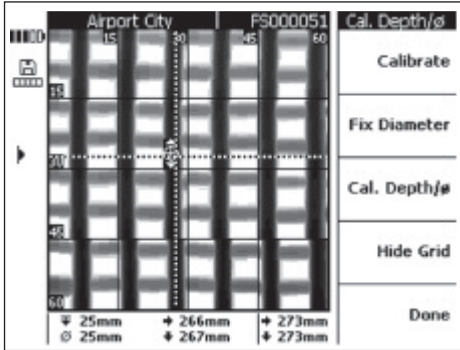 Airport City FS000051 Cal. Depth/ø
15 30 45 60
Calibrate
15
Fix Diameter
30
Cal. Depth/ø
45
Hide Grid
60
Done
25mm 266mm 273mm
Ø 25mm 267mm 273mm